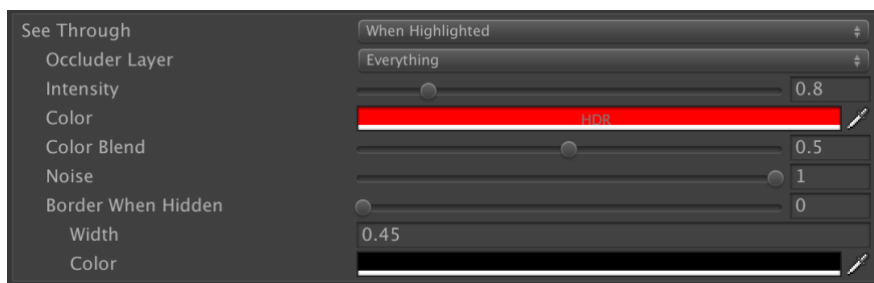 See Through When Highlighted
Occluder Layer Everything
Intensity 0.8
Color HDR
Color Blend 0.5
Noise 1
Border When Hidden 0
Width 0.45
Color